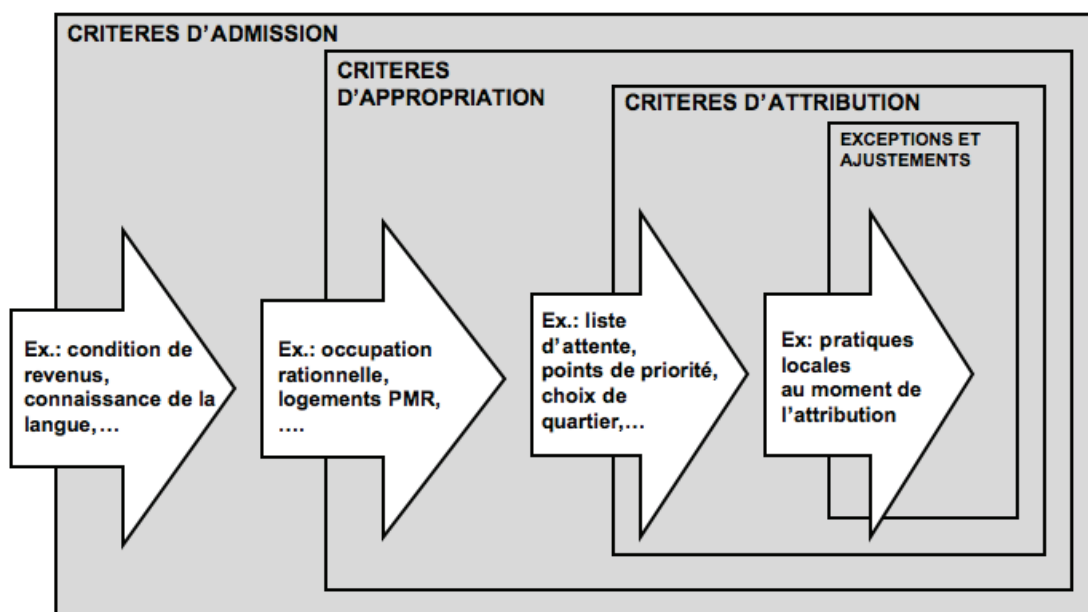 CRITERES D'ADMISSION
CRITERES
D'APPROPRIATION
CRITERES D'ATTRIBUTION
EXCEPTIONS ET
AJUSTEMENTS
Ex.: condition de
revenus,
connaissance de la
langue,…
Ex.: occupation
rationnelle,
logements PMR,
….
Ex.: liste
d'attente,
points de priorité,
choix de
quartier,…
Ex: pratiques
locales
au moment de
l'attribution